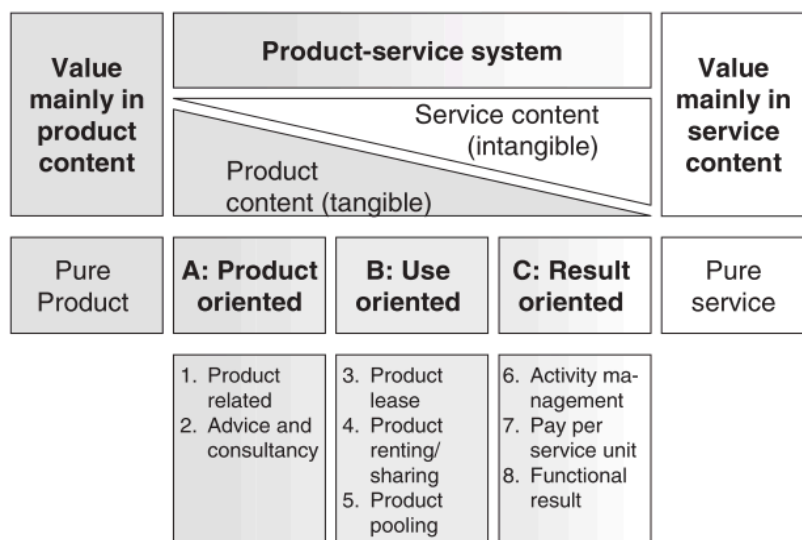 Value
mainly in
product
content
Product-service system
Service content
(intangible)
Product
content (tangible)
Value
mainly in
service
content
Pure
Product
A: Product
oriented
B: Use
oriented
C: Result
oriented
Pure
service
1. Product
related
2. Advice and
consultancy
3. Product
lease
4. Product
renting/
sharing
5. Product
pooling
6. Activity ma-
nagement
7. Pay per
service unit
8. Functional
result